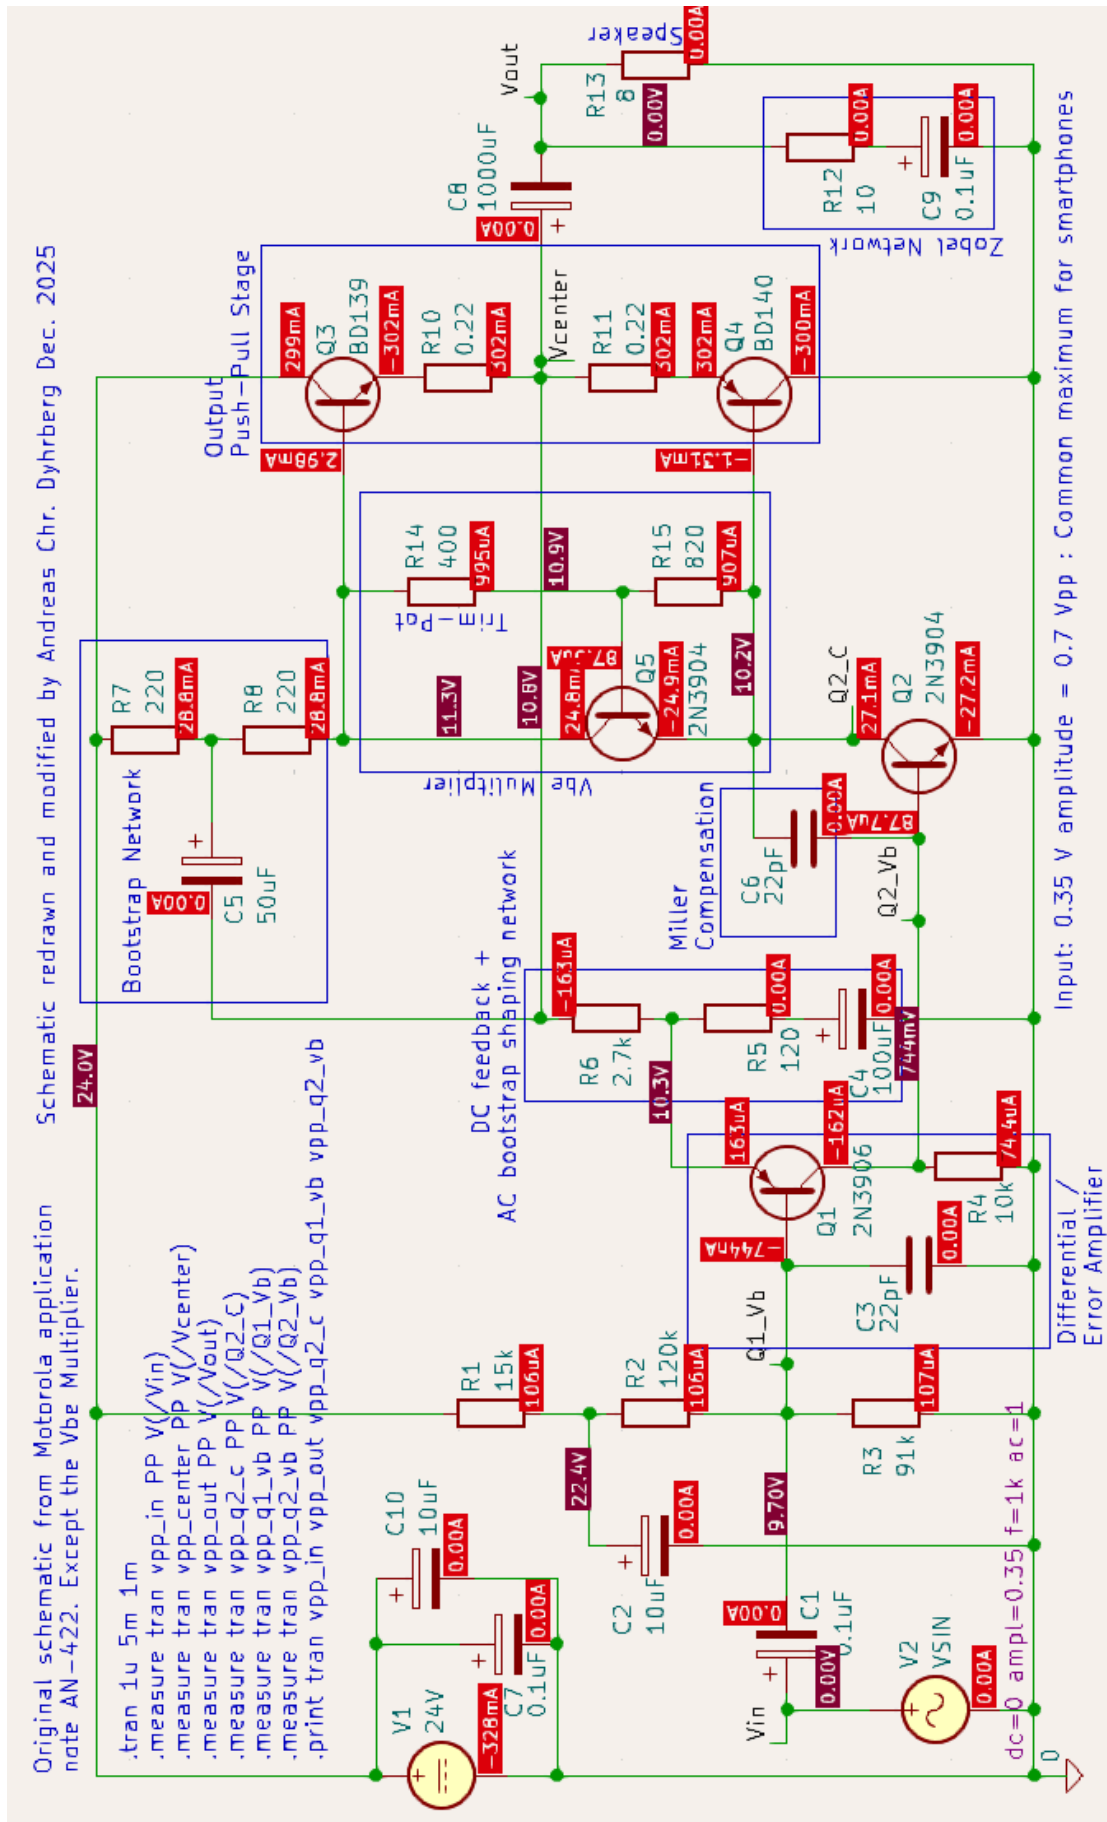 Original schematic from Motorola application
note AN-422. Except the Vbe Multiplier.
Schematic redrawn and modified by Andreas Chr. Dyhrberg Dec. 2025
.tran 1u 5m 1m
.measure tran vpp_in PP V(/Vin)
.measure tran vpp_center PP V(/Vcenter)
.measure tran vpp_out PP V(/Vout)
.measure tran vpp_q2_c PP V(/Q2_C)
.measure tran vpp_q1_vb PP V(/Q1_Vb)
.measure tran vpp_q2_vb PP V(/Q2_Vb)
.print tran vpp_in vpp_out vpp_q2_c vpp_q1_vb vpp_q2_vb
24.0V
V1
24V
-328mA
C10
10uF
0.00A
C7
0.1uF
0.00A
Vin
V2
VSIN
0.00A
dc=0 ampl=0.35 f=1k ac=1
0
0.00V
C1
0.1uF
0.00A
C2
10uF
0.00A
22.4V
9.70V
R1
15k
106uA
R2
120k
106uA
R3
91k
107uA
Q1_Vb
C3
22pF
0.00A
-744nA
Q1
2N3906
163uA
-162uA
R4
10k
74.4uA
Differential /
Error Amplifier
DC feedback +
AC bootstrap shaping network
10.3V
R6
2.7k
-163uA
R5
120
0.00A
C4
100uF
0.00A
744mV
Bootstrap Network
R7
220
28.8mA
R8
220
28.8mA
C5
50uF
0.00A
Miller
Compensation
C6
22pF
0.00A
Q2_Vb
87.7uA
Q2_C
Q2
2N3904
27.1mA
-27.2mA
Vbe Mulitplier
11.3V
10.8V
10.9V
10.2V
24.8mA
Q5
2N3904
-24.9mA
Trim-Pot
R14
400
995uA
R15
820
907uA
Output
Push-Pull Stage
2.98mA
299mA
Q3
BD139
-302mA
R10
0.22
302mA
Vcenter
R11
0.22
302mA
302mA
Q4
BD140
-300mA
-1.31mA
C8
1000uF
0.00A
Vout
Speaker
R13
8
0.00A
0.00V
R12
10
0.00A
C9
0.1uF
0.00A
Zobel Network
Input: 0.35 V amplitude = 0.7 Vpp : Common maximum for smartphones